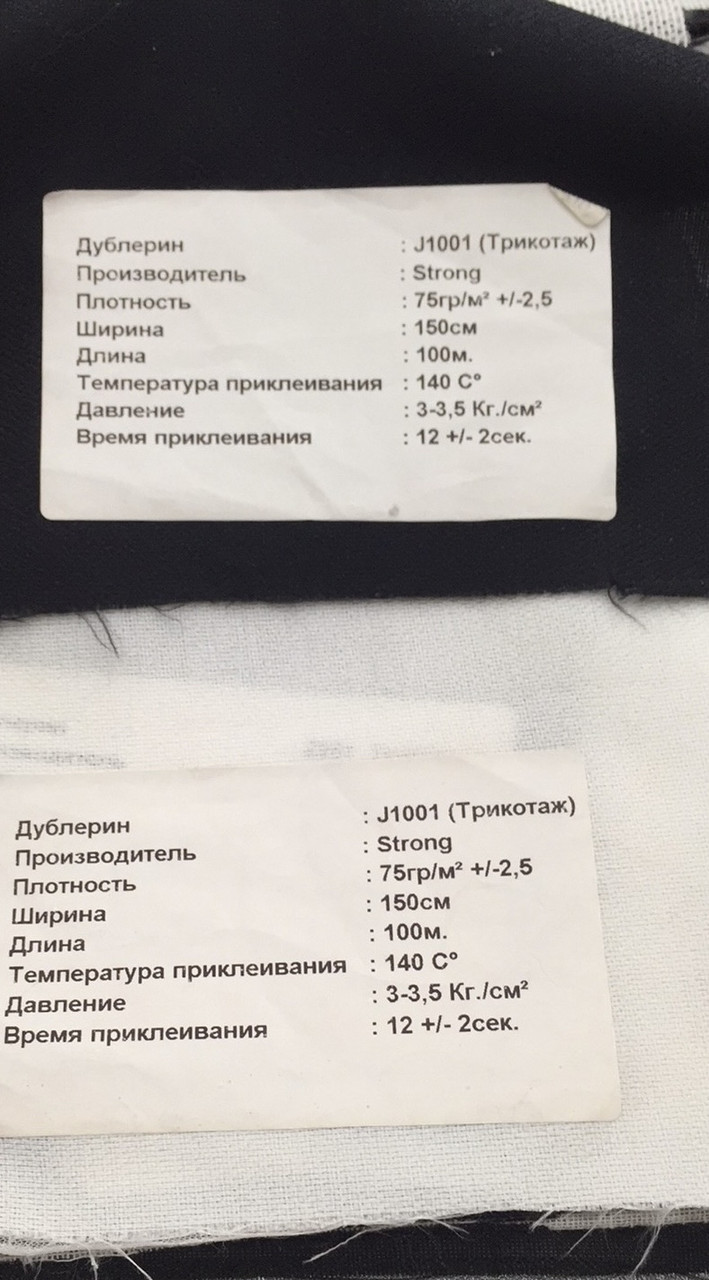 Дублерин : J1001 (Трикотаж)
Производитель : Strong
Плотность : 75гр/м² +/-2,5
Ширина : 150см
Длина : 100м.
Температура приклеивания : 140 С°
Давление : 3-3,5 Кг./см²
Время приклеивания : 12 +/- 2сек.
Дублерин : J1001 (Трикотаж)
Производитель : Strong
Плотность : 75гр/м² +/-2,5
Ширина : 150см
Длина : 100м.
Температура приклеивания : 140 С°
Давление : 3-3,5 Кг./см²
Время приклеивания : 12 +/- 2сек.